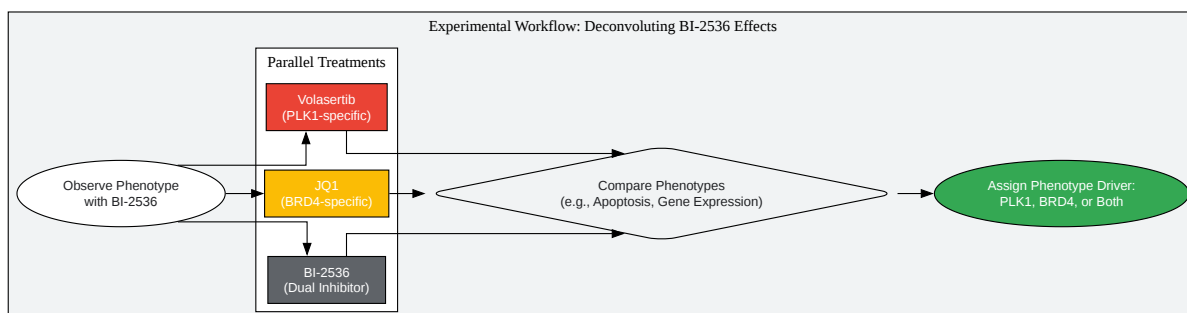 Experimental Workflow: Deconvoluting BI-2536 Effects
Parallel Treatments
Volasertib
(PLK1-specific)
Observe Phenotype
with BI-2536
JQ1
(BRD4-specific)
BI-2536
(Dual Inhibitor)
Compare Phenotypes
(e.g., Apoptosis, Gene Expression)
Assign Phenotype Driver:
PLK1, BRD4, or Both